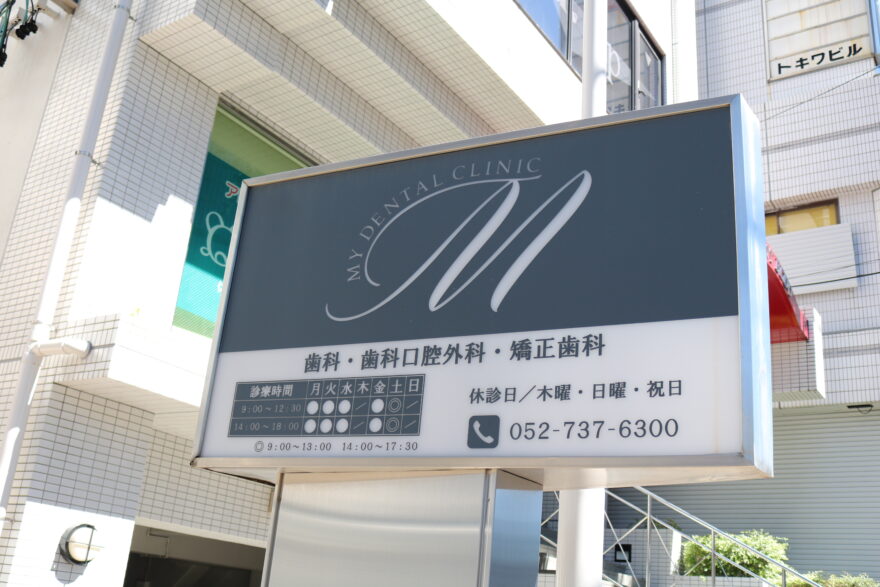 トキワビル
MY DENTAL CLINIC
M
歯科・歯科口腔外科・矯正歯科
診療時間 月 火 水 木 金 土 日
9:00〜12:30 ● ● ● ／ ● ◎ ／
14:00〜18:00 ● ● ● ／ ● ◎ ／
◎9:00〜13:00 14:00〜17:30
休診日／木曜・日曜・祝日
052-737-6300